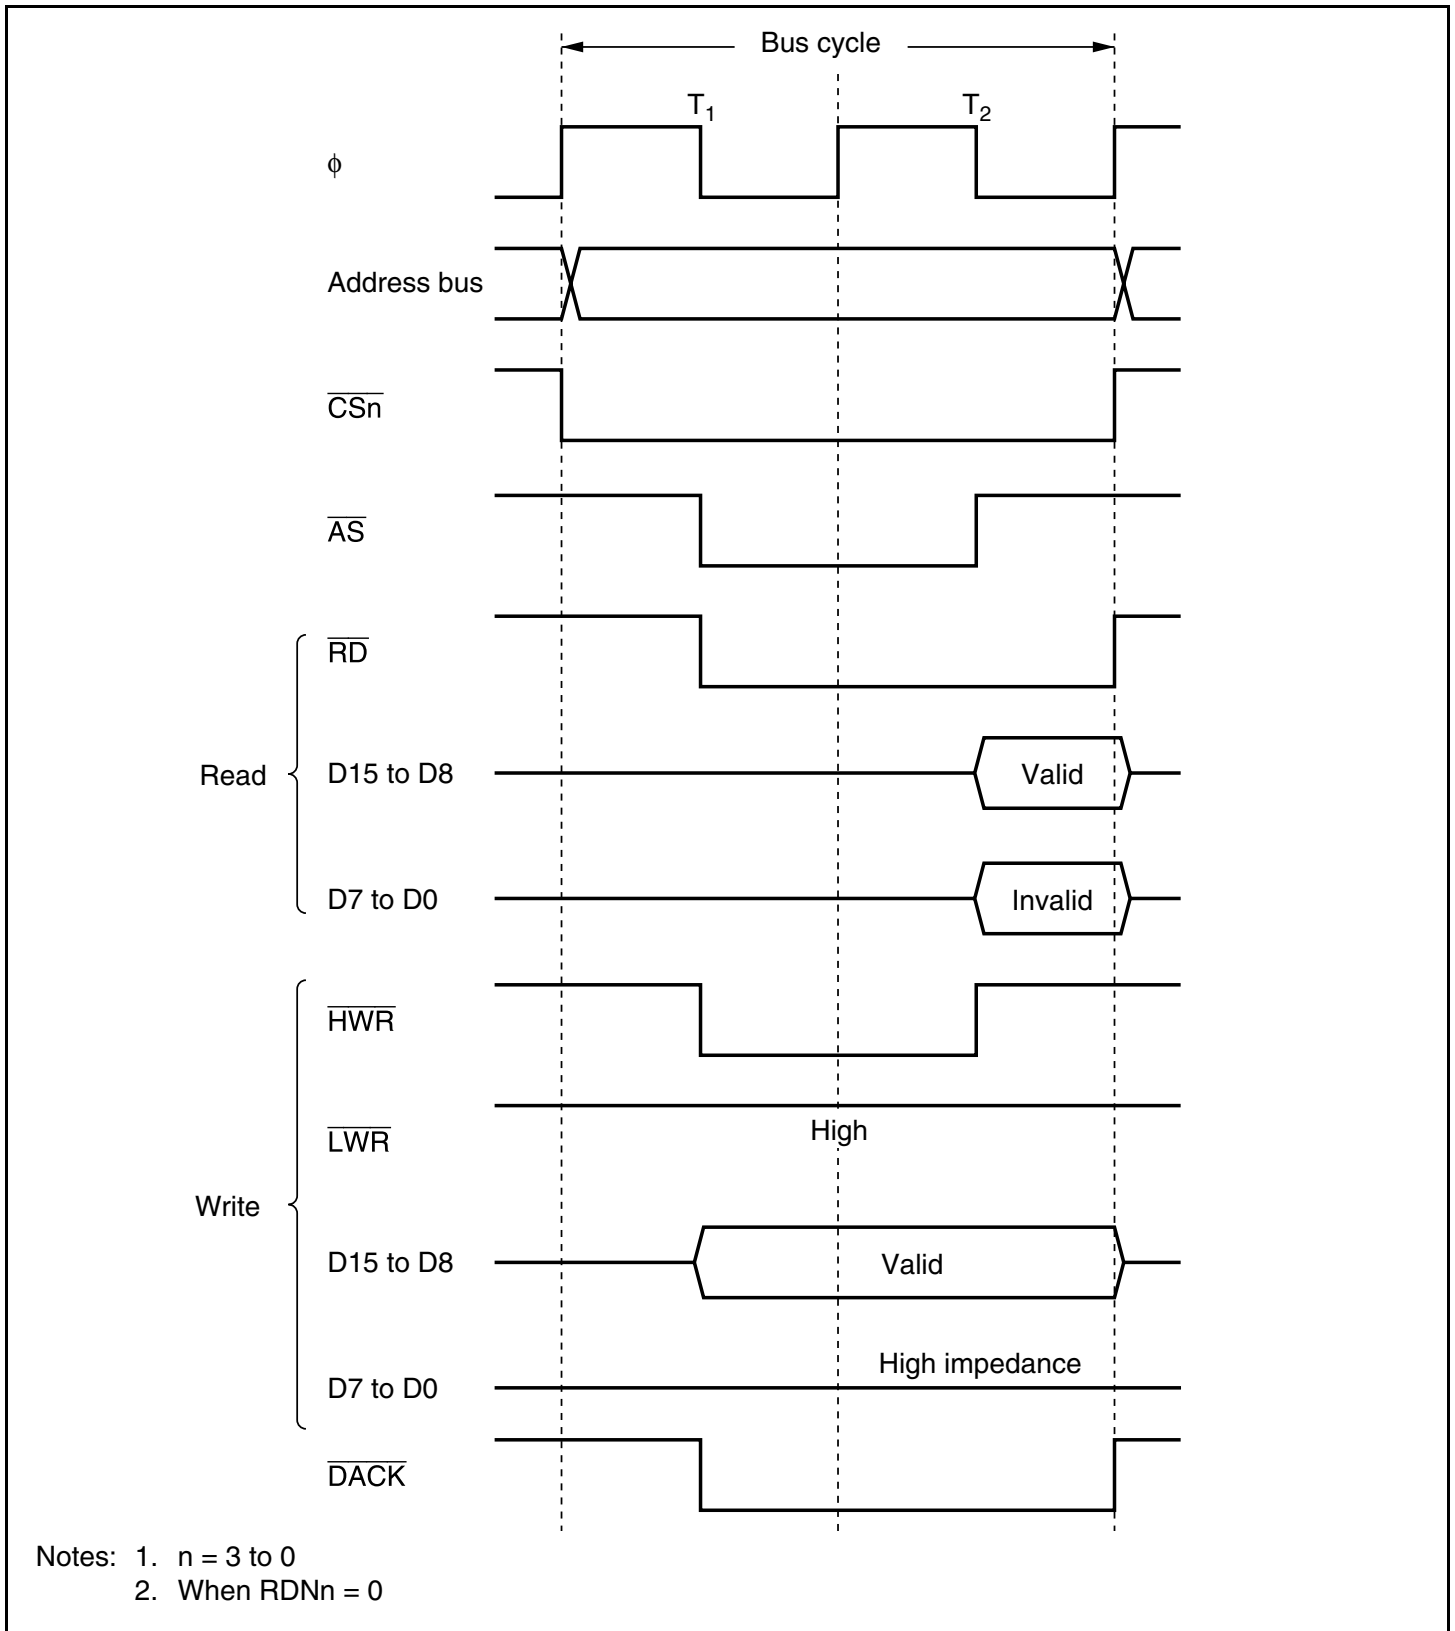 Bus cycle
T1 T2
ϕ
Address bus
CSn
AS
RD
Read D15 to D8 Valid
D7 to D0 Invalid
HWR
LWR High
Write
D15 to D8 Valid
High impedance
D7 to D0
DACK
Notes: 1. n = 3 to 0
2. When RDNn = 0